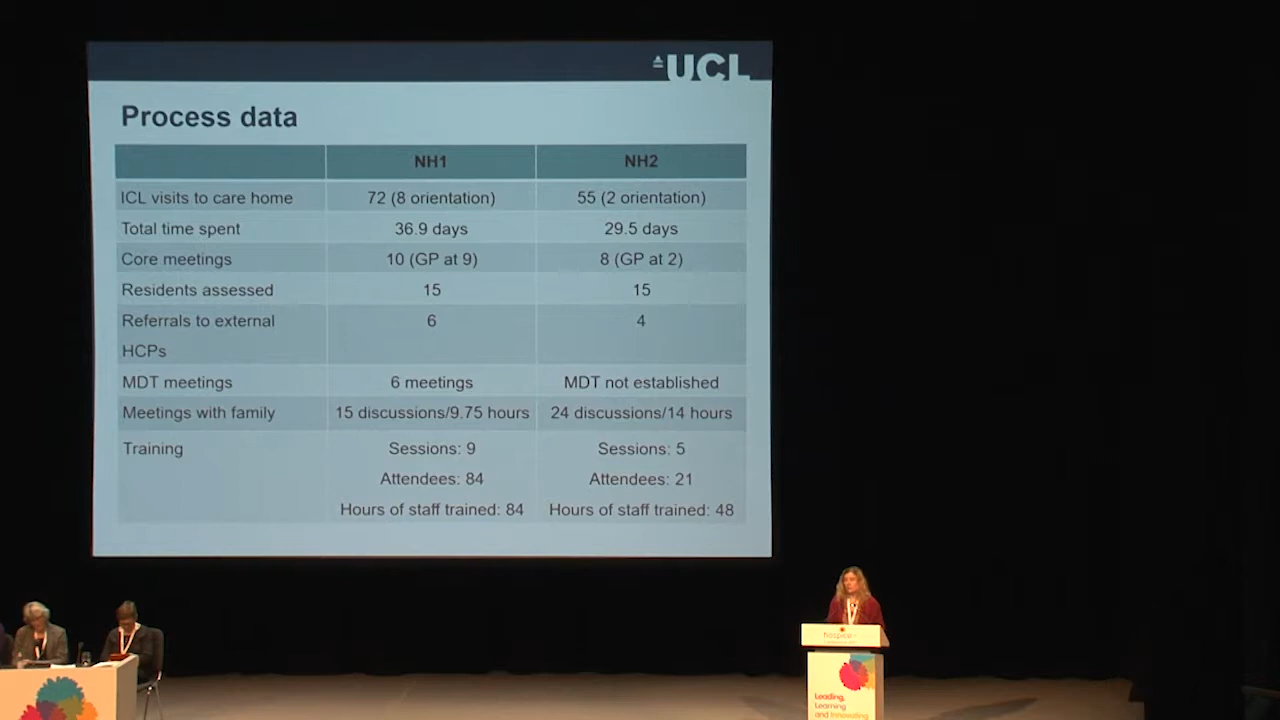 UCL
Process data
NH1 NH2
ICL visits to care home 72 (8 orientation) 55 (2 orientation)
Total time spent 36.9 days 29.5 days
Core meetings 10 (GP at 9) 8 (GP at 2)
Residents assessed 15 15
Referrals to external 6 4
HCPs
MDT meetings 6 meetings MDT not established
Meetings with family 15 discussions/9.75 hours 24 discussions/14 hours
Training Sessions: 9 Sessions: 5
Attendees: 84 Attendees: 21
Hours of staff trained: 84 Hours of staff trained: 48
hospice
Leading,
Learning
and Innovating